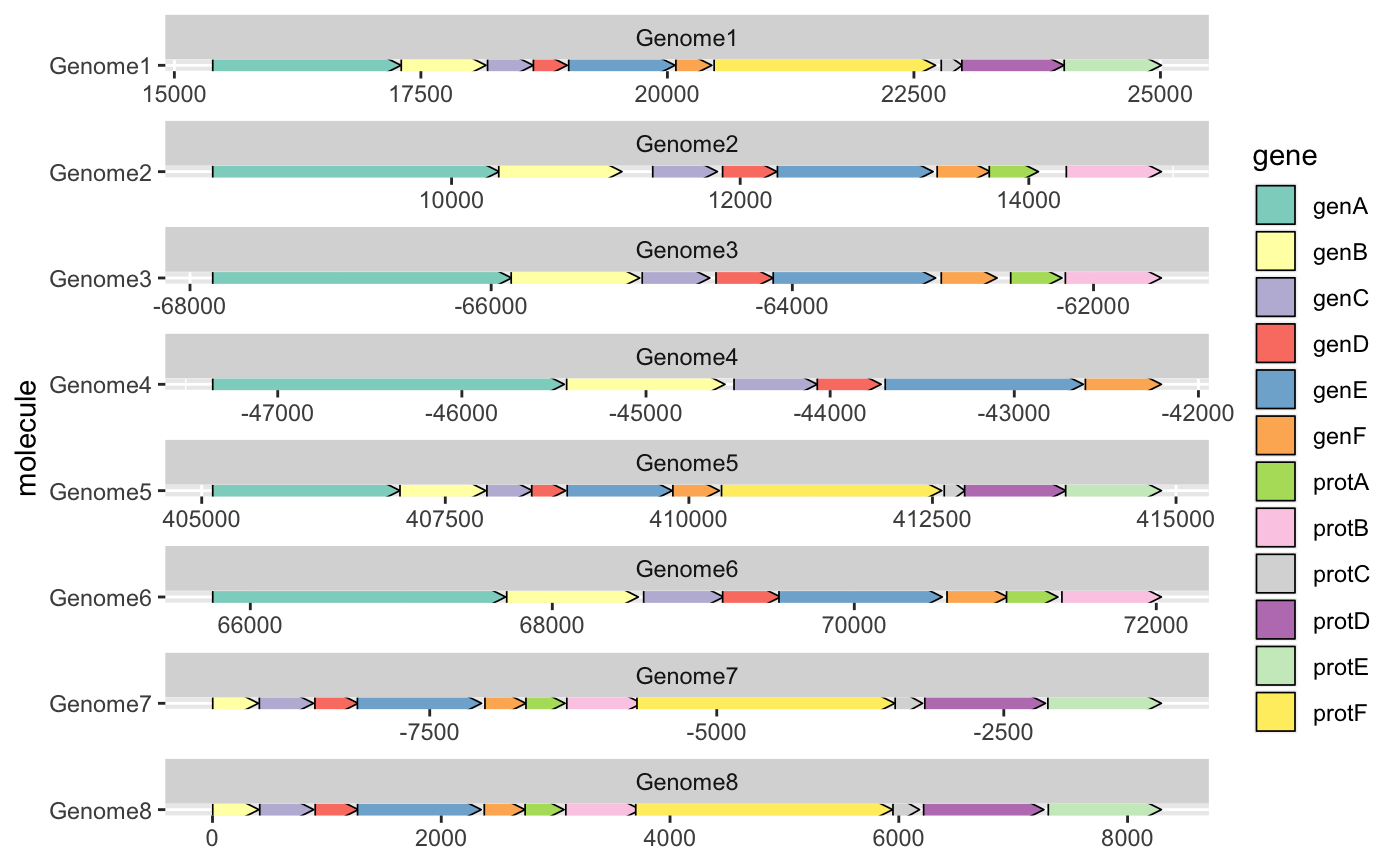 Genome1
Genome1
15000 17500 20000 22500 25000
Genome2
Genome2
10000 12000 14000
Genome3
Genome3
-68000 -66000 -64000 -62000
Genome4
Genome4
-47000 -46000 -45000 -44000 -43000 -42000
Genome5
Genome5
405000 407500 410000 412500 415000
Genome6
Genome6
66000 68000 70000 72000
Genome7
Genome7
-7500 -5000 -2500
Genome8
Genome8
0 2000 4000 6000 8000
molecule
gene
genA
genB
genC
genD
genE
genF
protA
protB
protC
protD
protE
protF